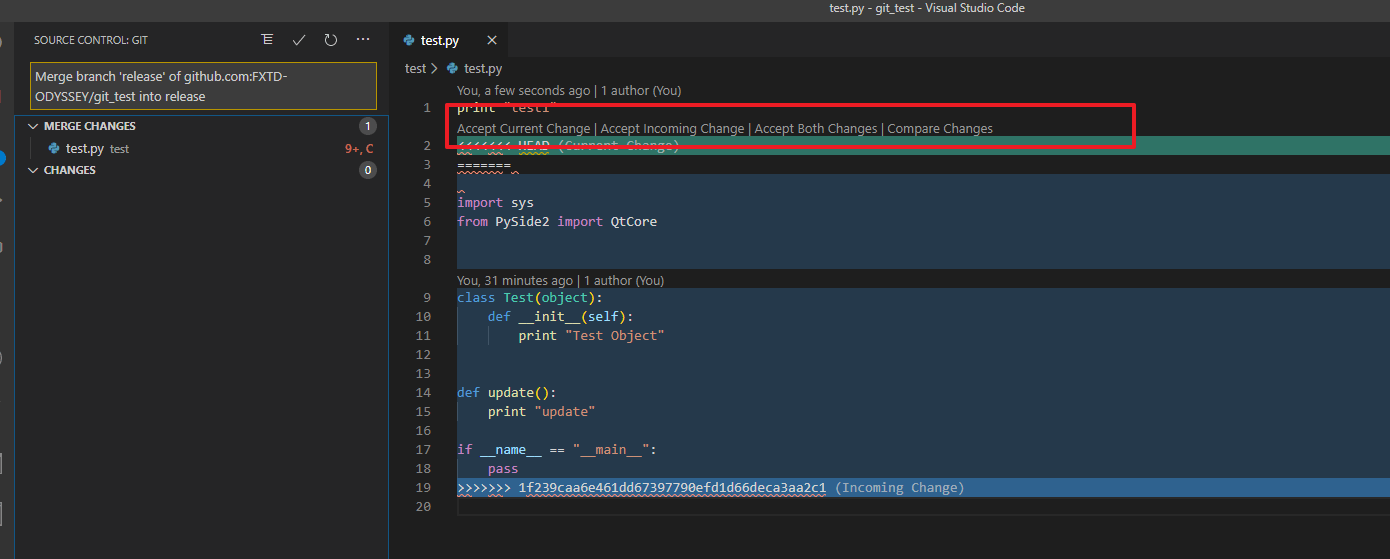 test.py - git_test - Visual Studio Code
SOURCE CONTROL: GIT
test.py
Merge branch 'release' of github.com:FXTD-
ODYSSEY/git_test into release
MERGE CHANGES 1
test.py test 9+, C
CHANGES 0
test > test.py
You, a few seconds ago | 1 author (You)
1 print "test1"
Accept Current Change | Accept Incoming Change | Accept Both Changes | Compare Changes
2 <<<<<<< HEAD (Current Change)
3 =======
4
5 import sys
6 from PySide2 import QtCore
7
8
You, 31 minutes ago | 1 author (You)
9 class Test(object):
10 def __init__(self):
11 print "Test Object"
12
13
14 def update():
15 print "update"
16
17 if __name__ == "__main__":
18 pass
19 >>>>>>> 1f239caa6e461dd67397790efd1d66deca3aa2c1 (Incoming Change)
20